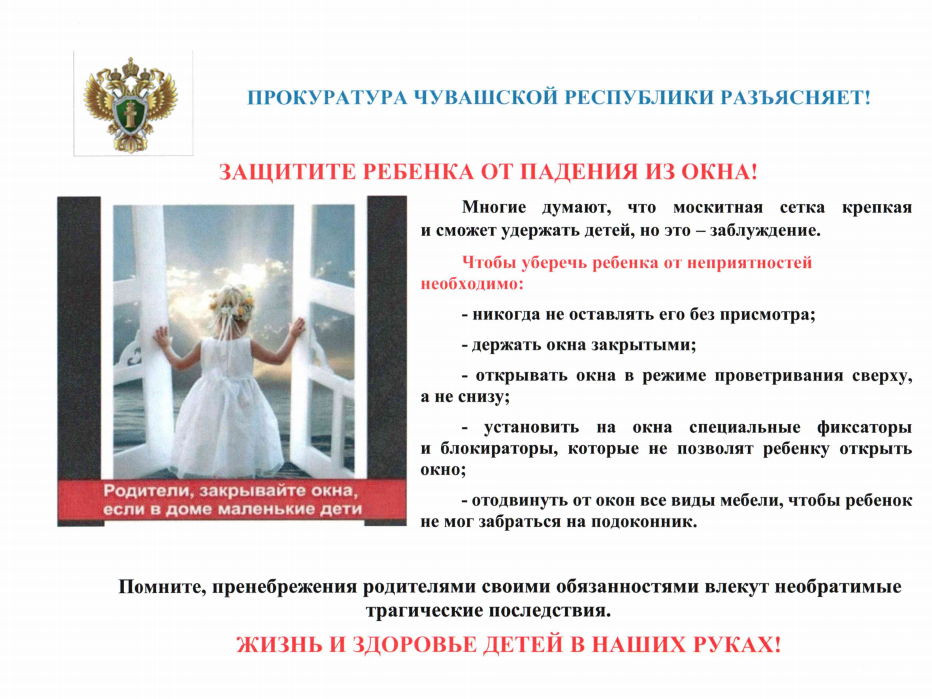 ПРОКУРАТУРА ЧУВАШСКОЙ РЕСПУБЛИКИ РАЗЪЯСНЯЕТ!
ЗАЩИТИТЕ РЕБЕНКА ОТ ПАДЕНИЯ ИЗ ОКНА!
Многие думают, что москитная сетка крепкая
и сможет удержать детей, но это – заблуждение.
Чтобы уберечь ребенка от неприятностей
необходимо:
- никогда не оставлять его без присмотра;
- держать окна закрытыми;
- открывать окна в режиме проветривания сверху,
а не снизу;
- установить на окна специальные фиксаторы
и блокираторы, которые не позволят ребенку открыть
окно;
- отодвинуть от окон все виды мебели, чтобы ребенок
не мог забраться на подоконник.
Родители, закрывайте окна,
если в доме маленькие дети
Помните, пренебрежения родителями своими обязанностями влекут необратимые
трагические последствия.
ЖИЗНЬ И ЗДОРОВЬЕ ДЕТЕЙ В НАШИХ РУКАХ!